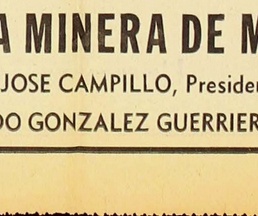 A MINERA DE M
JOSE CAMPILLO, Presiden
DO GONZALEZ GUERRIER